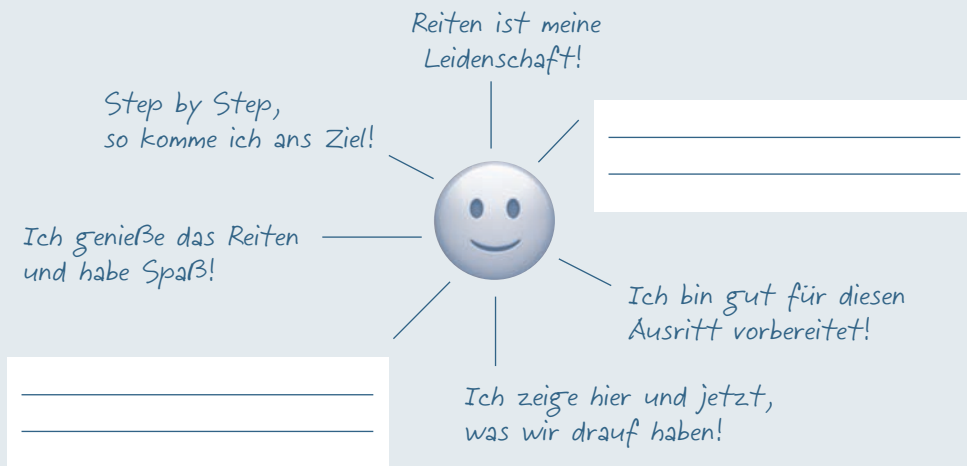 Reiten ist meine
Leidenschaft!
Step by Step,
so komme ich ans Ziel!
Ich genieße das Reiten
und habe Spaß!
Ich bin gut für diesen
Ausritt vorbereitet!
Ich zeige hier und jetzt,
was wir drauf haben!